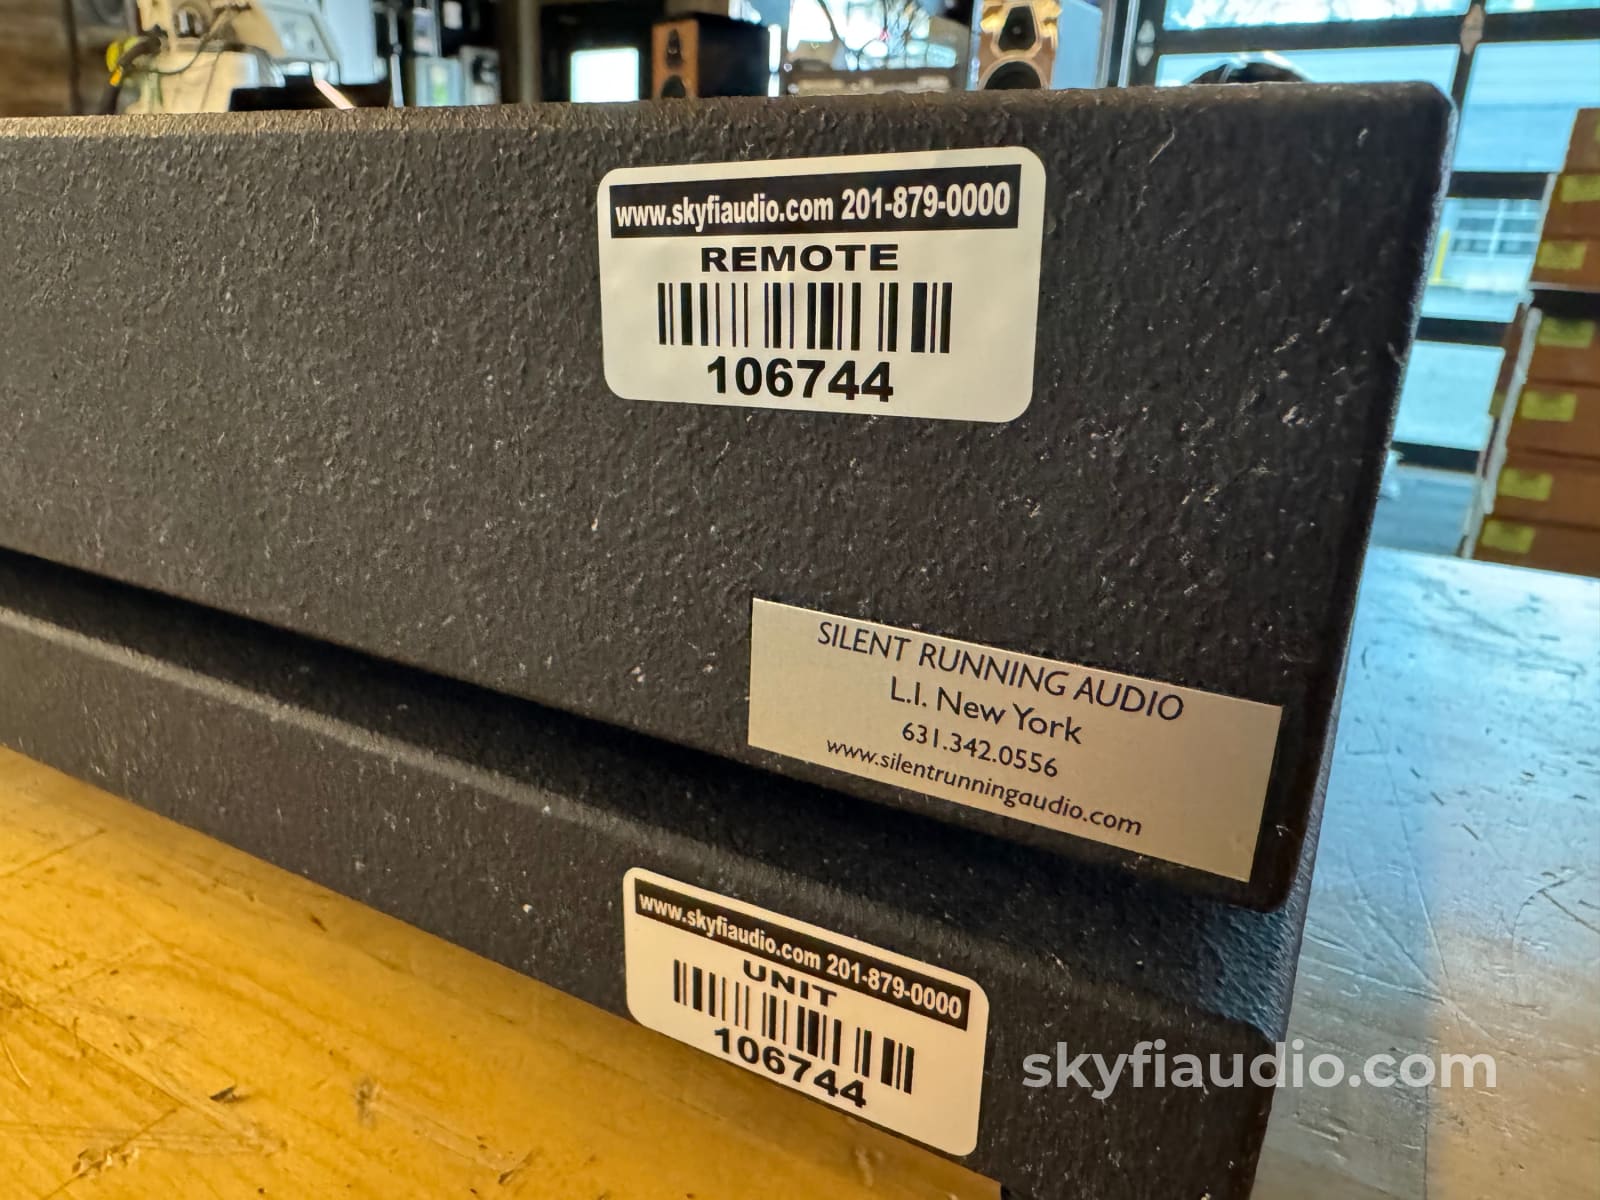 www.skyfiaudio.com 201-879-0000
REMOTE
106744
SILENT RUNNING AUDIO
L.I. New York
631.342.0556
www.silentrunningaudio.com
www.skyfiaudio.com 201-879-0000
UNIT
106744
skyfiaudio.com